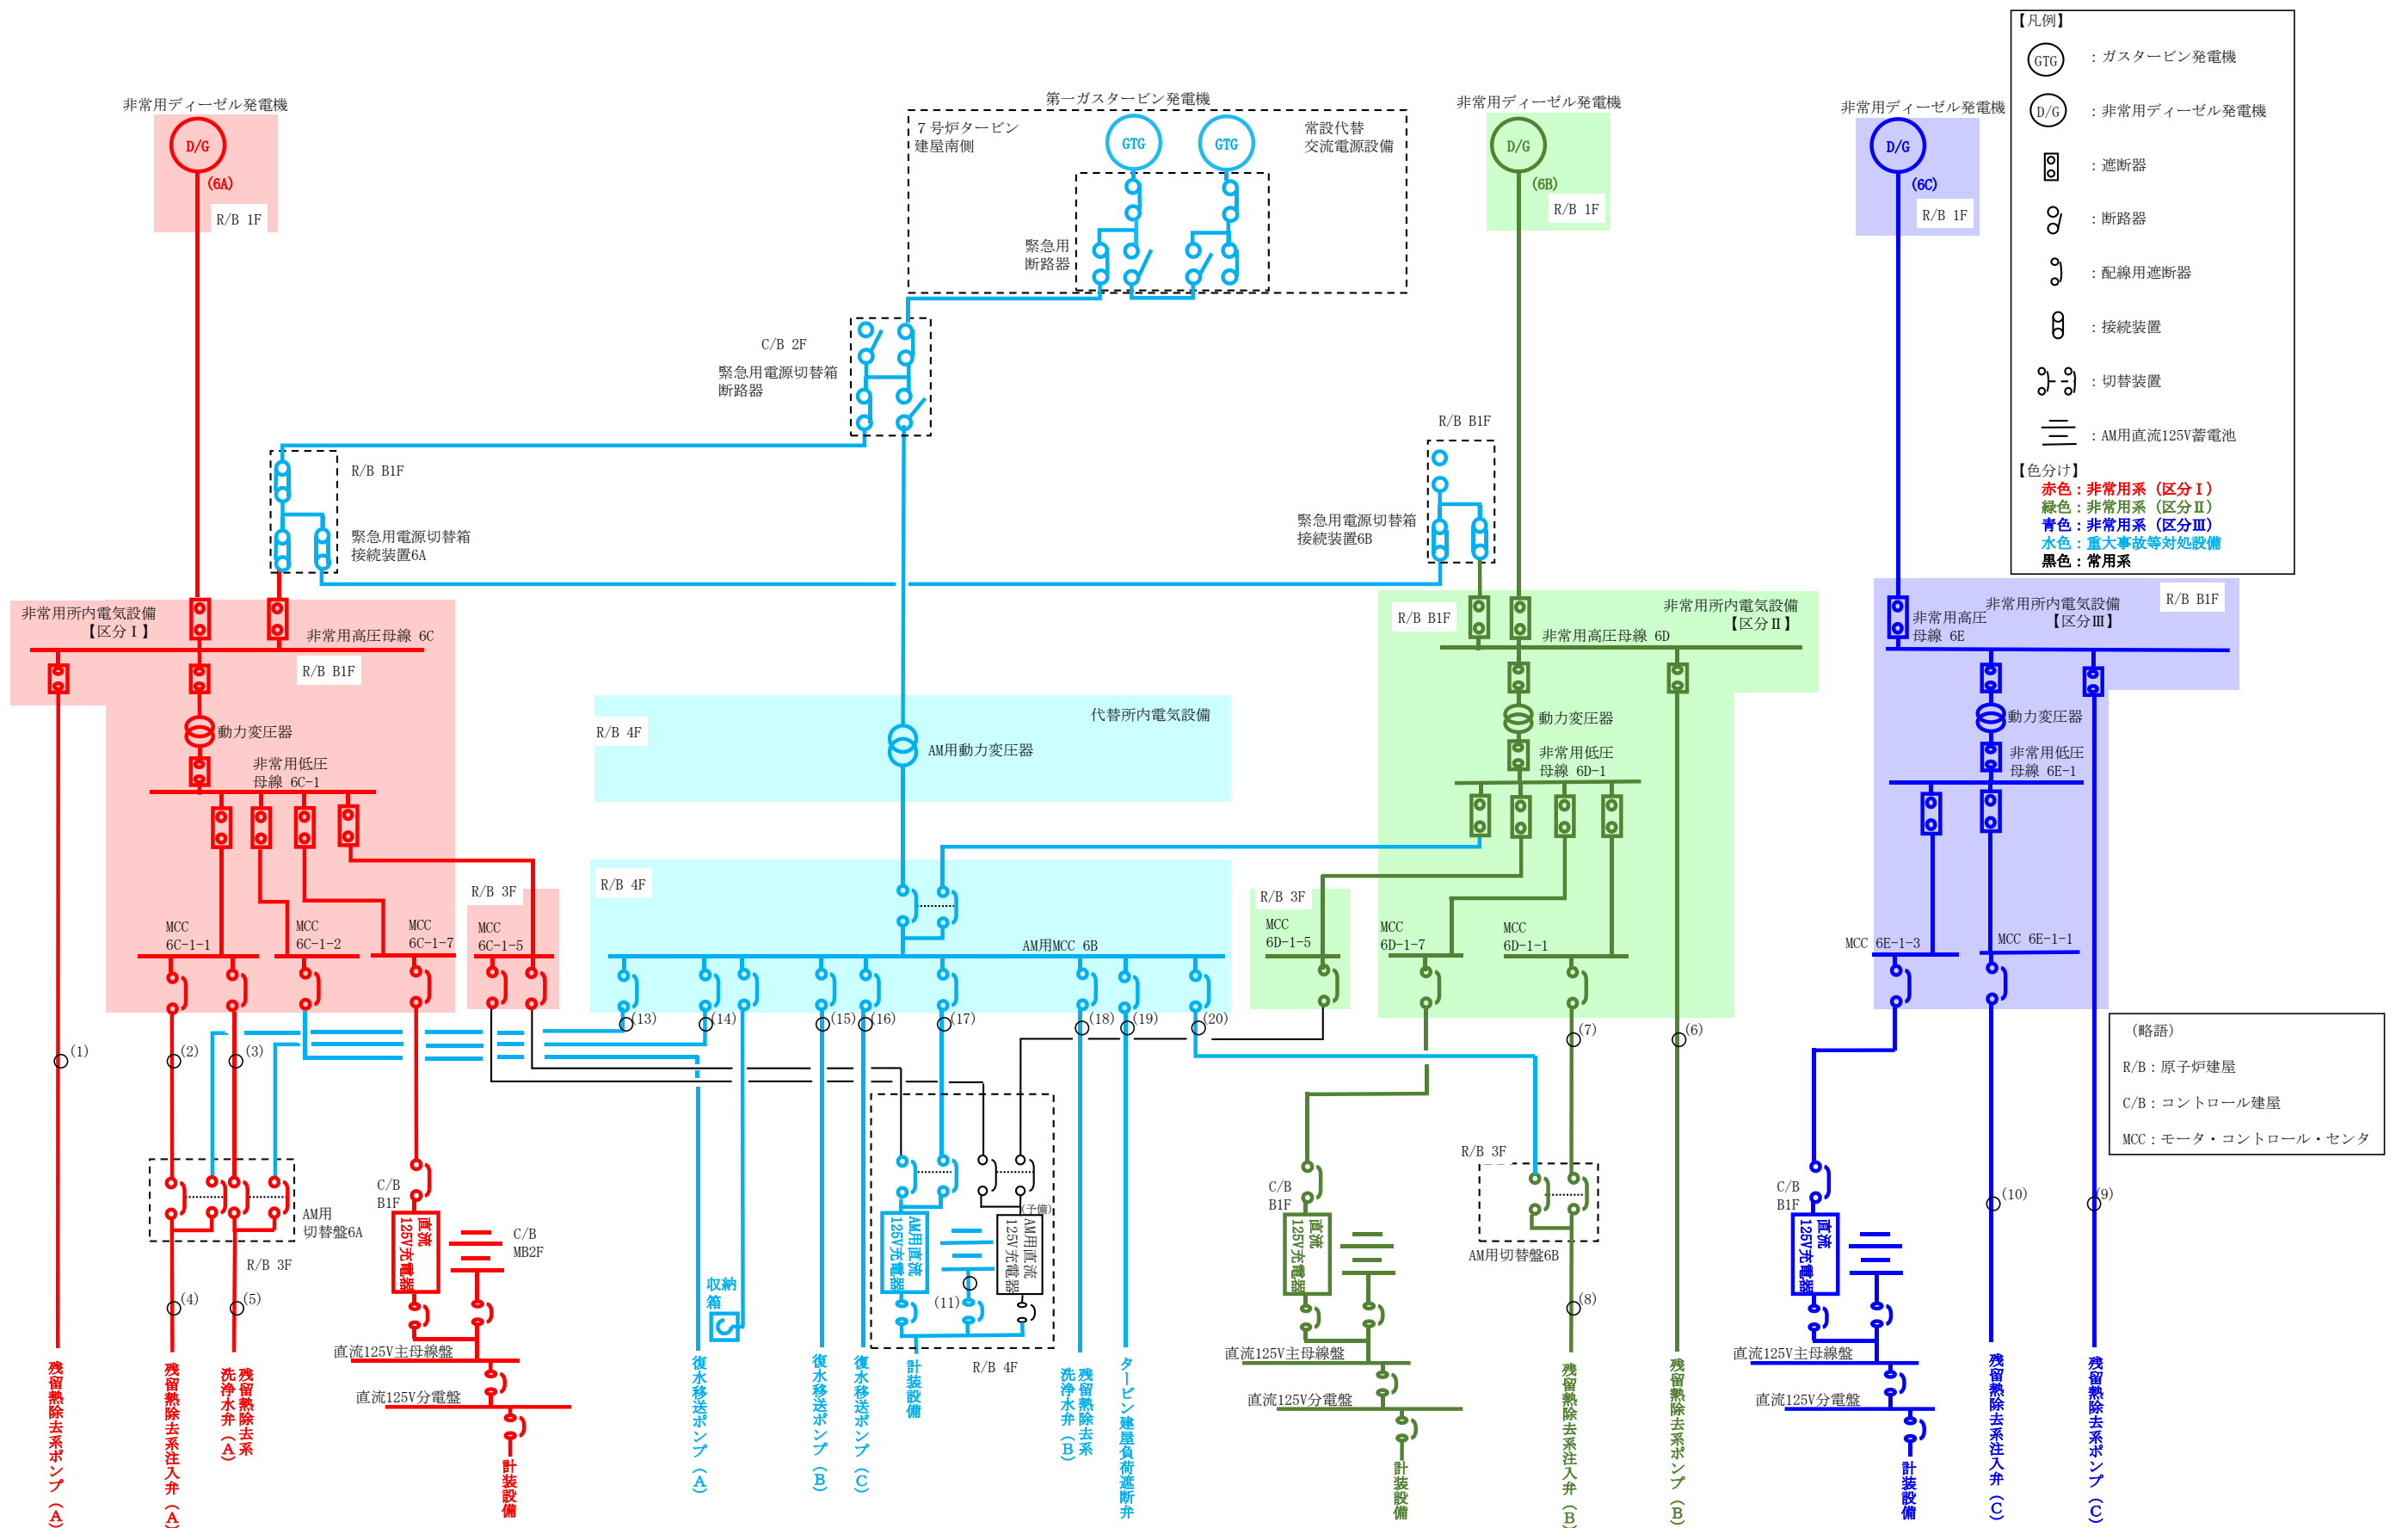 【凡例】
GTG
：ガスタービン発電機
D/G
：非常用ディーゼル発電機
：遮断器
：断路器
：配線用遮断器
：接続装置
：切替装置
：AM用直流125V蓄電池
【色分け】
赤色：非常用系（区分Ⅰ）
緑色：非常用系（区分Ⅱ）
青色：非常用系（区分Ⅲ）
水色：重大事故等対処設備
黒色：常用系
非常用ディーゼル発電機
D/G
(6A)
R/B 1F
第一ガスタービン発電機
７号炉タービン
建屋南側
GTG
GTG
常設代替
交流電源設備
緊急用
断路器
非常用ディーゼル発電機
D/G
(6B)
R/B 1F
非常用ディーゼル発電機
D/G
(6C)
R/B 1F
C/B 2F
緊急用電源切替箱
断路器
R/B B1F
緊急用電源切替箱
接続装置6A
R/B B1F
緊急用電源切替箱
接続装置6B
非常用所内電気設備
【区分Ⅰ】
非常用高圧母線 6C
R/B B1F
動力変圧器
非常用低圧
母線 6C-1
MCC
6C-1-1
MCC
6C-1-2
MCC
6C-1-7
R/B 3F
MCC
6C-1-5
R/B 4F
代替所内電気設備
AM用動力変圧器
R/B 4F
AM用MCC 6B
R/B B1F
非常用所内電気設備
【区分Ⅱ】
非常用高圧母線 6D
動力変圧器
非常用低圧
母線 6D-1
R/B 3F
MCC
6D-1-5
MCC
6D-1-7
MCC
6D-1-1
R/B B1F
非常用所内電気設備
【区分Ⅲ】
非常用高圧
母線 6E
動力変圧器
非常用低圧
母線 6E-1
MCC 6E-1-3
MCC 6E-1-1
(1)
(2)
(3)
(13)
(14)
(15)
(16)
(17)
(18)
(19)
(20)
(7)
(6)
(10)
(9)
（略語）
R/B：原子炉建屋
C/B：コントロール建屋
MCC：モータ・コントロール・センタ
AM用
切替盤6A
R/B 3F
(4)
(5)
C/B
B1F
直流
125V充電器
C/B
MB2F
直流125V主母線盤
直流125V分電盤
計装設備
収納
箱
AM用直流
125V充電器
(11)
(予備)
AM用直流
125V充電器
R/B 4F
C/B
B1F
直流
125V充電器
直流125V主母線盤
直流125V分電盤
計装設備
R/B 3F
AM用切替盤6B
(8)
C/B
B1F
直流
125V充電器
直流125V主母線盤
直流125V分電盤
計装設備
残留熱除去系ポンプ（Ａ）
残留熱除去系注入弁（Ａ）
残留熱除去系
洗浄水弁（Ａ）
復水移送ポンプ（Ａ）
復水移送ポンプ（Ｂ）
復水移送ポンプ（Ｃ）
計装設備
残留熱除去系
洗浄水弁（Ｂ）
タービン建屋負荷遮断弁
残留熱除去系注入弁（Ｂ）
残留熱除去系ポンプ（Ｂ）
残留熱除去系注入弁（Ｃ）
残留熱除去系ポンプ（Ｃ）